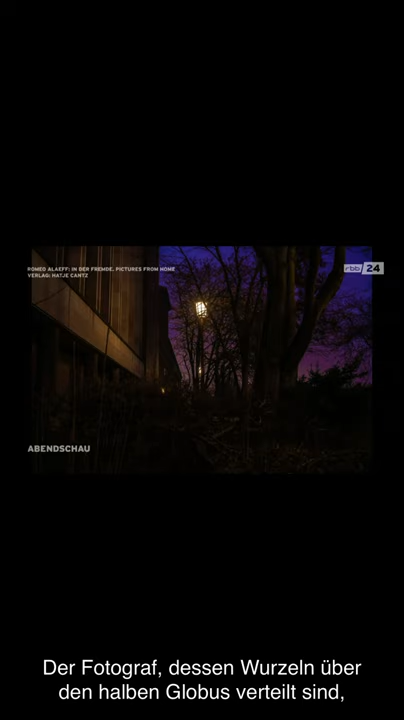 ROMEO ALAEFF: IN DER FREMDE. PICTURES FROM HOME
VERLAG: HATJE CANTZ
rbb 24
ABENDSCHAU
Der Fotograf, dessen Wurzeln über
den halben Globus verteilt sind,